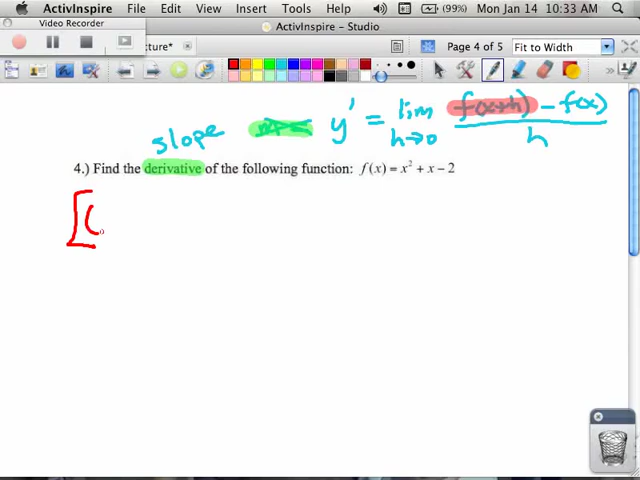 ActivInspire File Edit View Insert Tools (99%) Mon Jan 14 10:33 AM
Video Recorder
ActivInspire - Studio
cture* Page 4 of 5 Fit to Width
slope y' = lim h→0 f(x+h) - f(x) / h
4.) Find the derivative of the following function: f(x) = x² + x − 2
[(